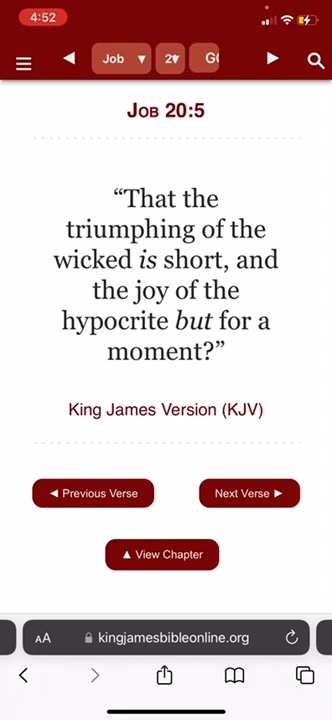 4:52
Job ▼ 2▼ G
JOB 20:5
“That the
triumphing of the
wicked is short, and
the joy of the
hypocrite but for a
moment?”
King James Version (KJV)
◄ Previous Verse Next Verse ►
▲ View Chapter
AA kingjamesbibleonline.org